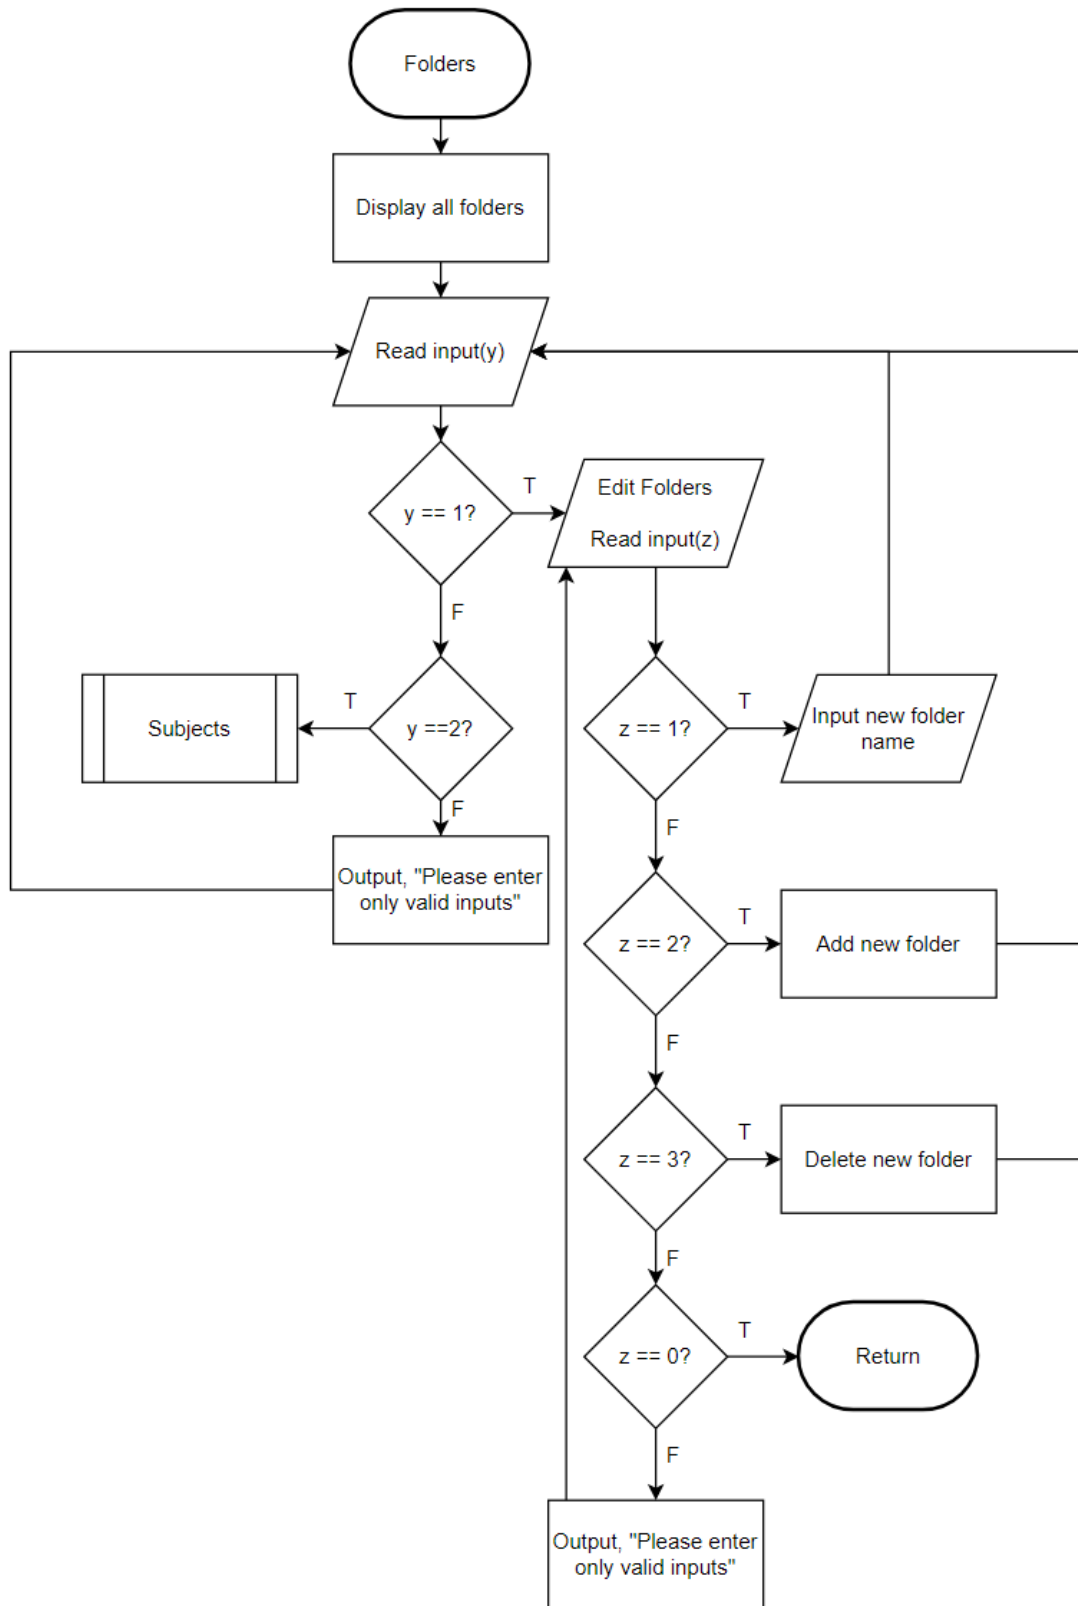 Folders
Display all folders
Read input(y)
y == 1?
T
Edit Folders
Read input(z)
F
Subjects
T
y ==2?
z == 1?
T
Input new folder
name
F
Output, "Please enter
only valid inputs"
F
z == 2?
T
Add new folder
F
z == 3?
T
Delete new folder
F
z == 0?
T
Return
F
Output, "Please enter
only valid inputs"